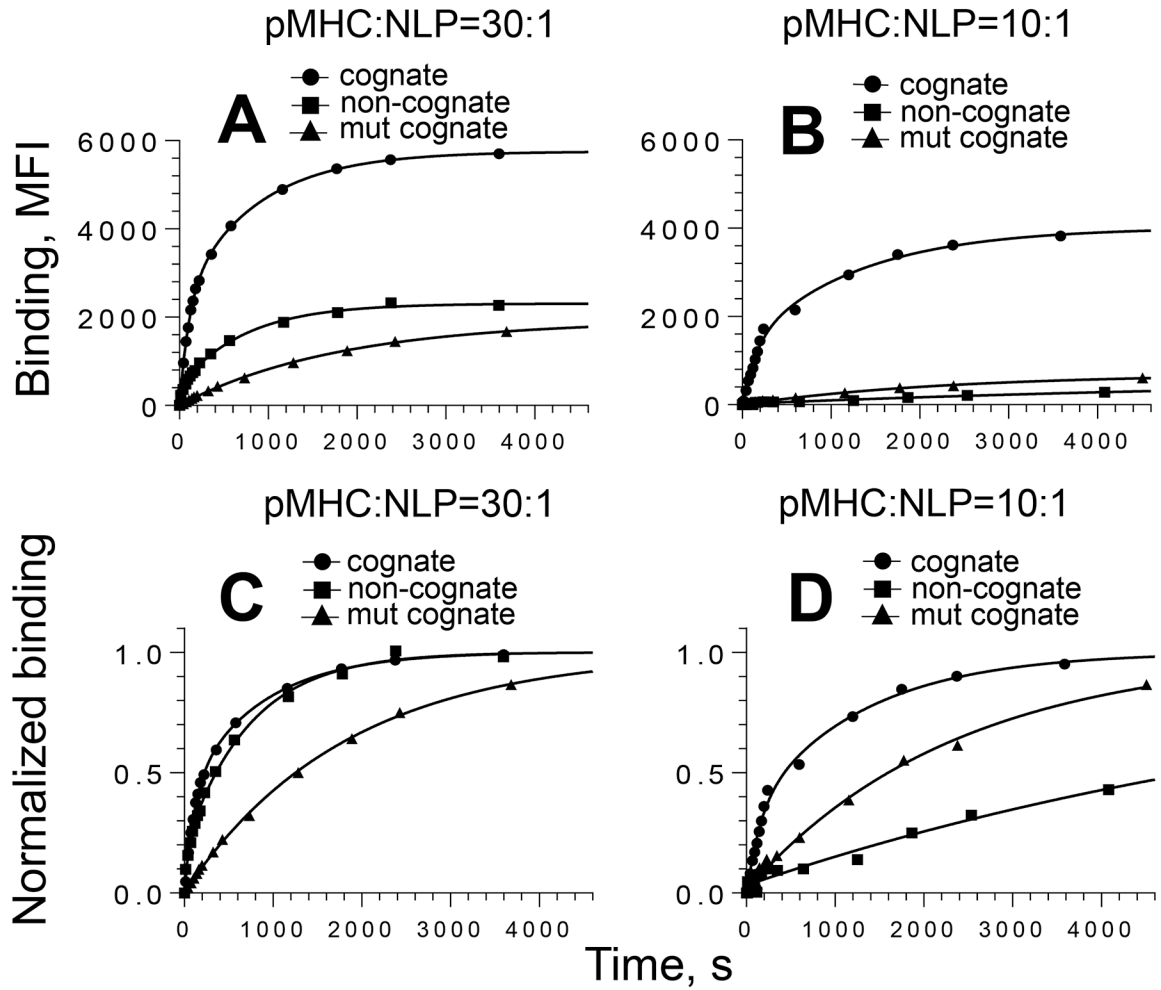 pMHC:NLP=30:1
pMHC:NLP=10:1
A
cognate
non-cognate
mut cognate
B
cognate
non-cognate
mut cognate
Binding, MFI
6000
4000
2000
0
0 1000 2000 3000 4000
6000
4000
2000
0
0 1000 2000 3000 4000
pMHC:NLP=30:1
pMHC:NLP=10:1
C
cognate
non-cognate
mut cognate
D
cognate
non-cognate
mut cognate
Normalized binding
1.0
0.5
0.0
0 1000 2000 3000 4000
1.0
0.5
0.0
0 1000 2000 3000 4000
Time, s